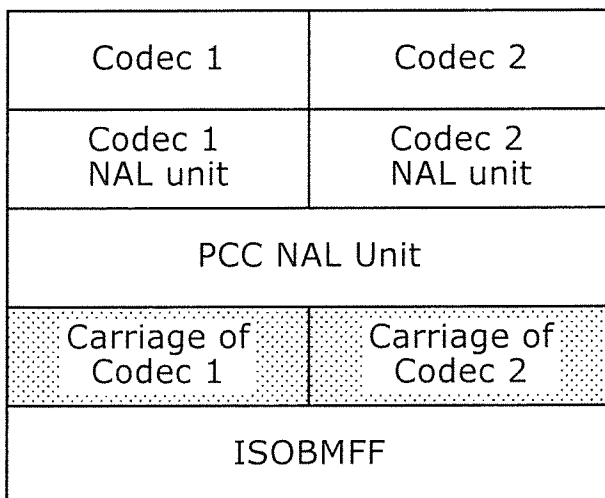 Codec 1
Codec 2
Codec 1
NAL unit
Codec 2
NAL unit
PCC NAL Unit
Carriage of
Codec 1
Carriage of
Codec 2
ISOBMFF